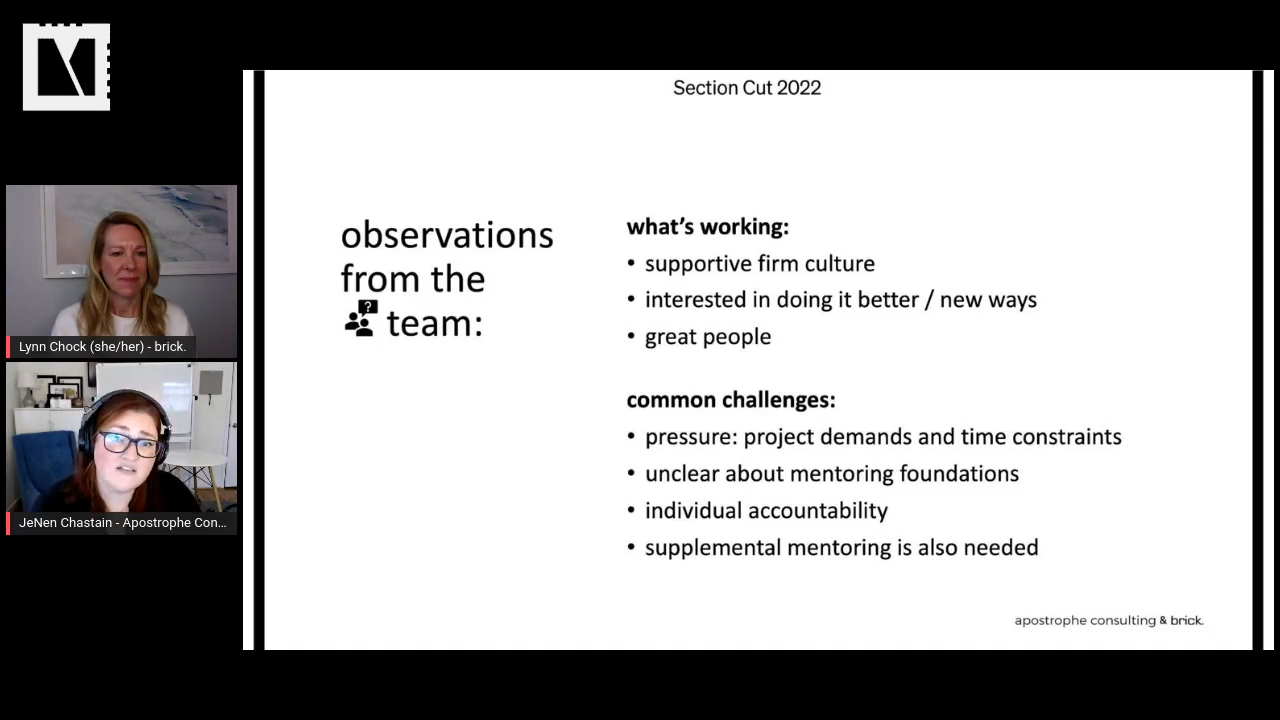 Section Cut 2022
observations
from the
? team:
what's working:
• supportive firm culture
• interested in doing it better / new ways
• great people
common challenges:
• pressure: project demands and time constraints
• unclear about mentoring foundations
• individual accountability
• supplemental mentoring is also needed
apostrophe consulting & brick.
Lynn Chock (she/her) - brick.
JeNen Chastain - Apostrophe Con...